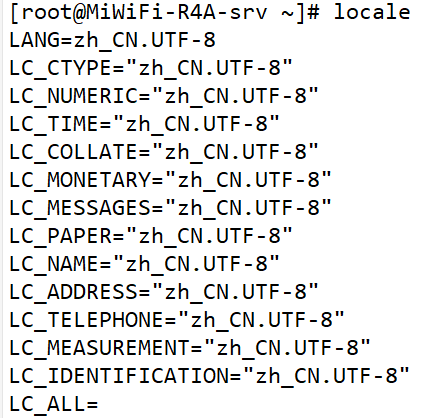 [root@MiWiFi-R4A-srv ~]# locale
LANG=zh_CN.UTF-8
LC_CTYPE="zh_CN.UTF-8"
LC_NUMERIC="zh_CN.UTF-8"
LC_TIME="zh_CN.UTF-8"
LC_COLLATE="zh_CN.UTF-8"
LC_MONETARY="zh_CN.UTF-8"
LC_MESSAGES="zh_CN.UTF-8"
LC_PAPER="zh_CN.UTF-8"
LC_NAME="zh_CN.UTF-8"
LC_ADDRESS="zh_CN.UTF-8"
LC_TELEPHONE="zh_CN.UTF-8"
LC_MEASUREMENT="zh_CN.UTF-8"
LC_IDENTIFICATION="zh_CN.UTF-8"
LC_ALL=